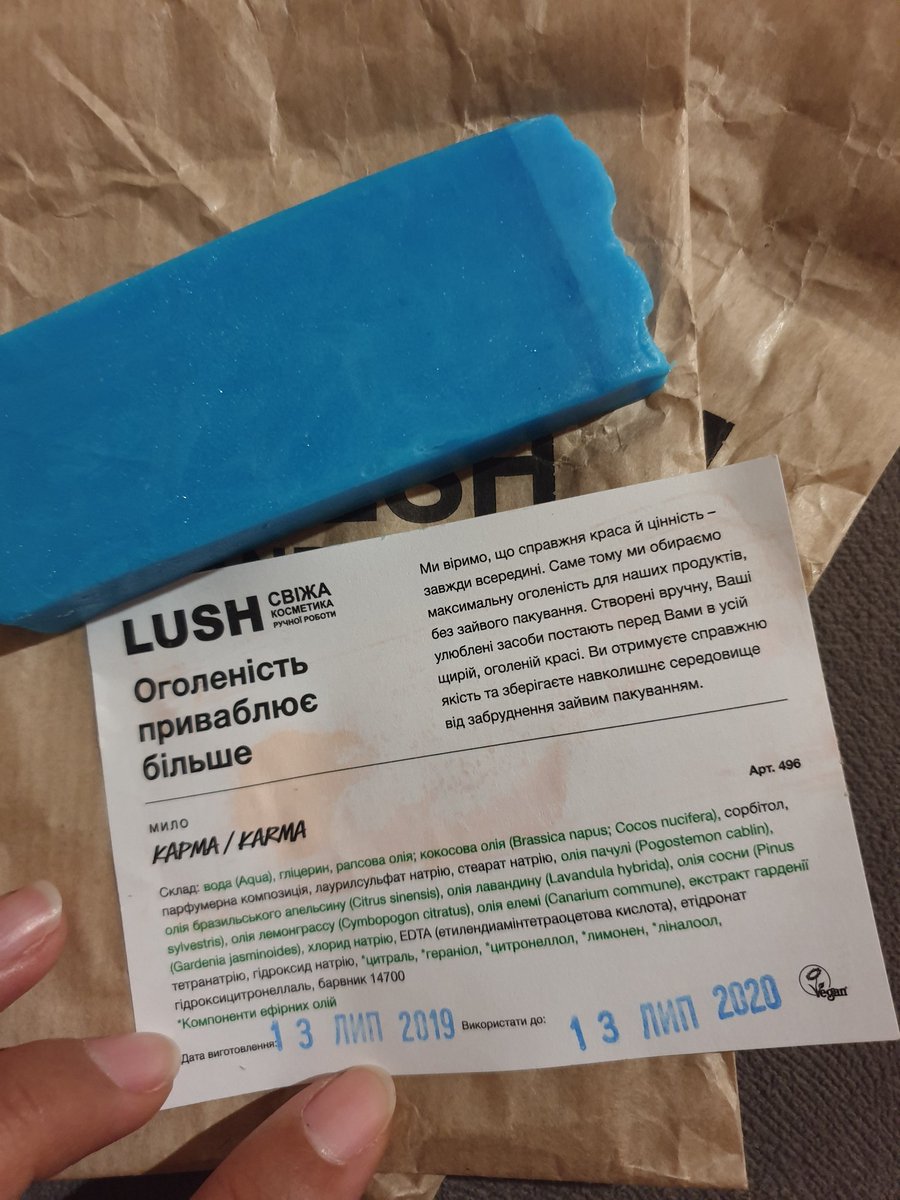 LUSH
LUSH СВІЖА
КОСМЕТИКА
РУЧНОЇ РОБОТИ
Оголеність
приваблює
більше
Ми віримо, що справжня краса й цінність –
завжди всередині. Саме тому ми обираємо
максимальну оголеність для наших продуктів,
без зайвого пакування. Створені вручну, Ваші
улюблені засоби постають перед Вами в усій
щирій, оголеній красі. Ви отримуєте справжню
якість та зберігаєте навколишнє середовище
від забруднення зайвим пакуванням.
Арт. 496
МИЛО
КАРМА / KARMA
Склад: вода (Aqua), гліцерин, рапсова олія; кокосова олія (Brassica napus; Cocos nucifera), сорбітол,
парфумерна композиція, лаурилсульфат натрію, стеарат натрію, олія пачулі (Pogostemon cablin),
олія бразильського апельсину (Citrus sinensis), олія лавандину (Lavandula hybrida), олія сосни (Pinus
sylvestris), олія лемонграссу (Cymbopogon citratus), олія елемі (Canarium commune), екстракт гарденії
(Gardenia jasminoides), хлорид натрію, EDTA (етилендиамінтетраоцетова кислота), етідронат
тетранатрію, гідроксид натрію, *цитраль, *гераніол, *цитронеллол, *лимонен, *ліналоол,
гідроксицитронеллаль, барвник 14700
*Компоненти ефірних олій
Дата виготовлення: 13 ЛИП 2019 Використати до: 13 ЛИП 2020
Vegan